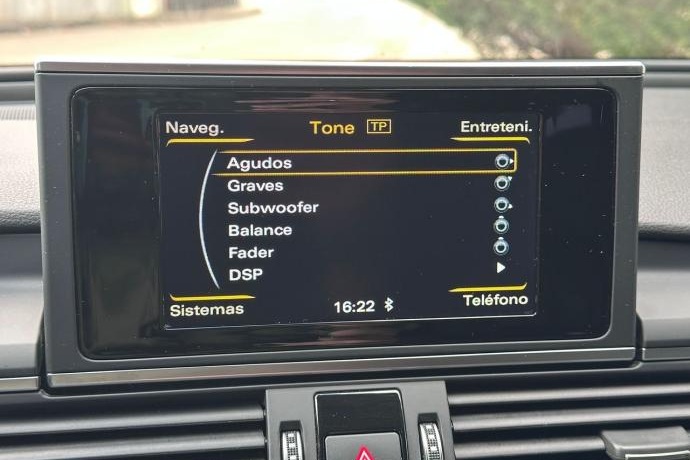 Naveg. Tone TP Entreteni.
Agudos
Graves
Subwoofer
Balance
Fader
DSP
Sistemas 16:22 Teléfono